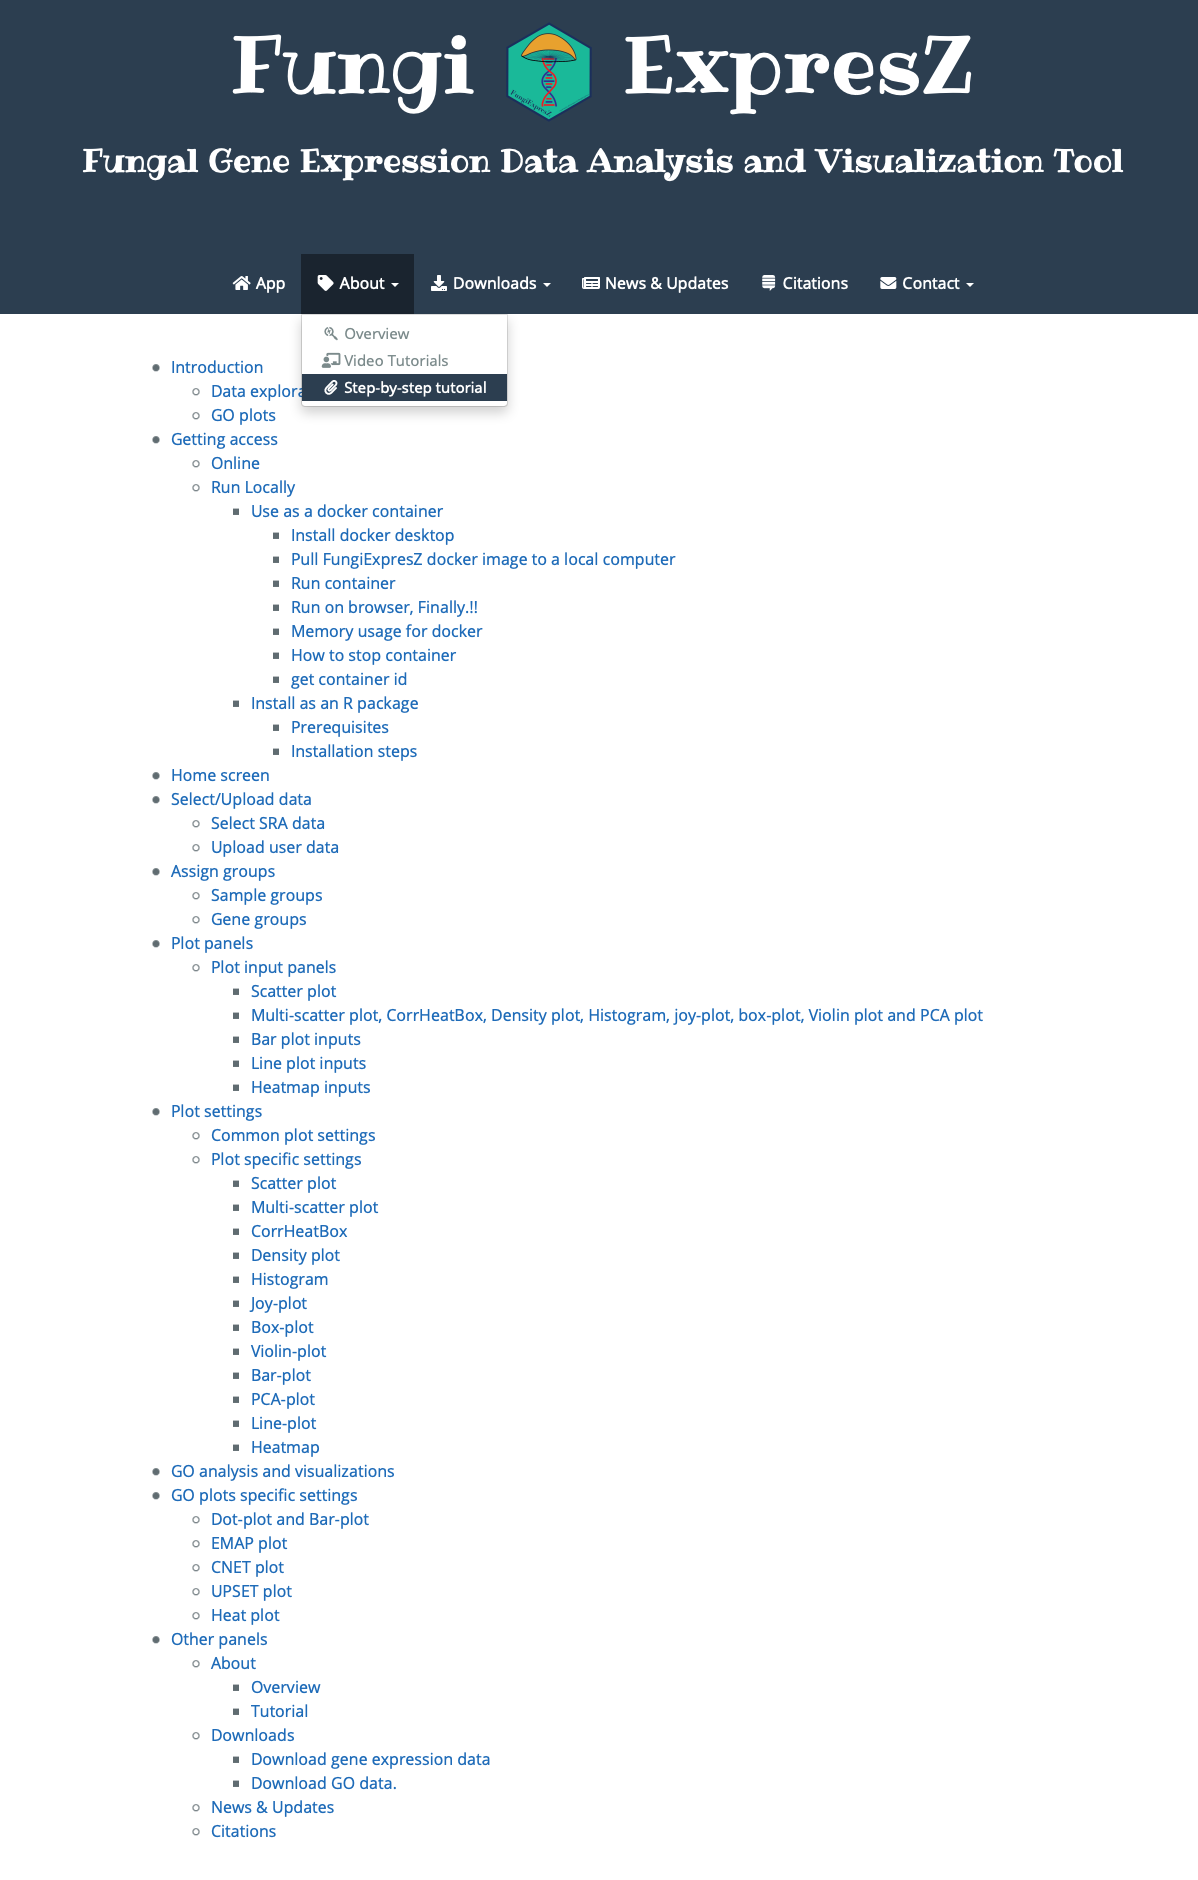 Fungi ExpresZ
FungiExpresZ
Fungal Gene Expression Data Analysis and Visualization Tool
App About Downloads News & Updates Citations Contact
Overview
Video Tutorials
Step-by-step tutorial
Introduction
Data explora
GO plots
Getting access
Online
Run Locally
Use as a docker container
Install docker desktop
Pull FungiExpresZ docker image to a local computer
Run container
Run on browser, Finally.!!
Memory usage for docker
How to stop container
get container id
Install as an R package
Prerequisites
Installation steps
Home screen
Select/Upload data
Select SRA data
Upload user data
Assign groups
Sample groups
Gene groups
Plot panels
Plot input panels
Scatter plot
Multi-scatter plot, CorrHeatBox, Density plot, Histogram, joy-plot, box-plot, Violin plot and PCA plot
Bar plot inputs
Line plot inputs
Heatmap inputs
Plot settings
Common plot settings
Plot specific settings
Scatter plot
Multi-scatter plot
CorrHeatBox
Density plot
Histogram
Joy-plot
Box-plot
Violin-plot
Bar-plot
PCA-plot
Line-plot
Heatmap
GO analysis and visualizations
GO plots specific settings
Dot-plot and Bar-plot
EMAP plot
CNET plot
UPSET plot
Heat plot
Other panels
About
Overview
Tutorial
Downloads
Download gene expression data
Download GO data.
News & Updates
Citations